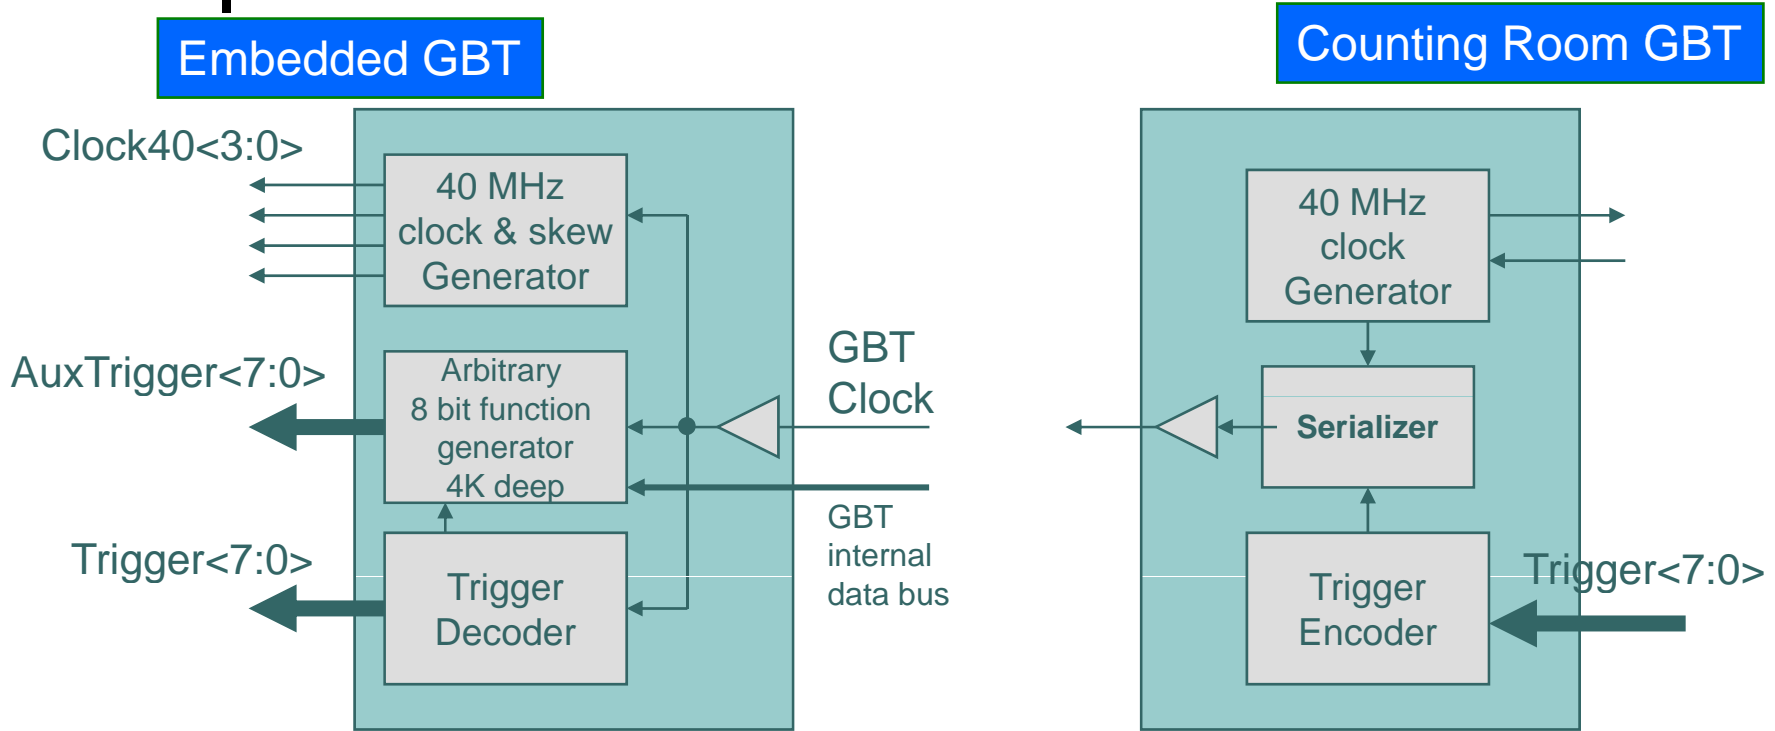 Embedded GBT
Counting Room GBT
Clock40<3:0>
40 MHz
clock & skew
Generator
AuxTrigger<7:0>
Arbitrary
8 bit function
generator
4K deep
GBT
Clock
GBT
internal
data bus
Trigger<7:0>
Trigger
Decoder
40 MHz
clock
Generator
Serializer
Trigger
Encoder
Trigger<7:0>